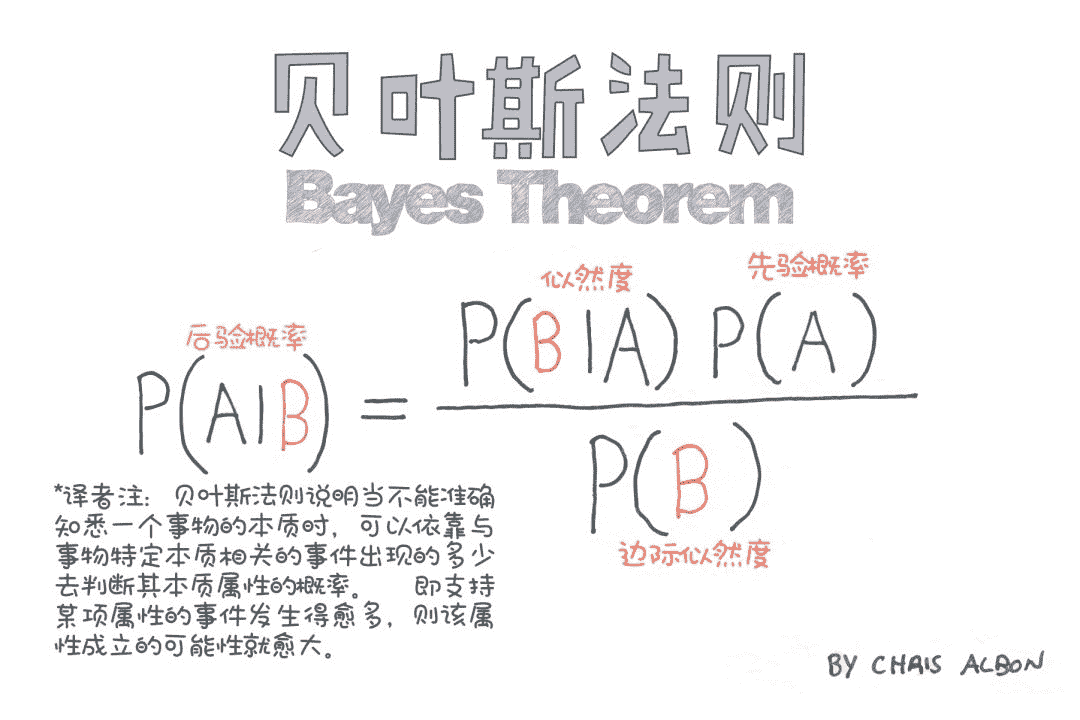 贝叶斯法则
Bayes Theorem
后验概率
似然度
先验概率
P(A|B) = P(B|A) P(A)
P(B)
边际似然度
*译者注: 贝叶斯法则说明当不能准确
知悉一个事物的本质时,可以依靠与
事物特定本质相关的事件出现的多少
去判断其本质属性的概率。 即支持
某项属性的事件发生得愈多,则该属
性成立的可能性就愈大。
BY CHRIS ALBON